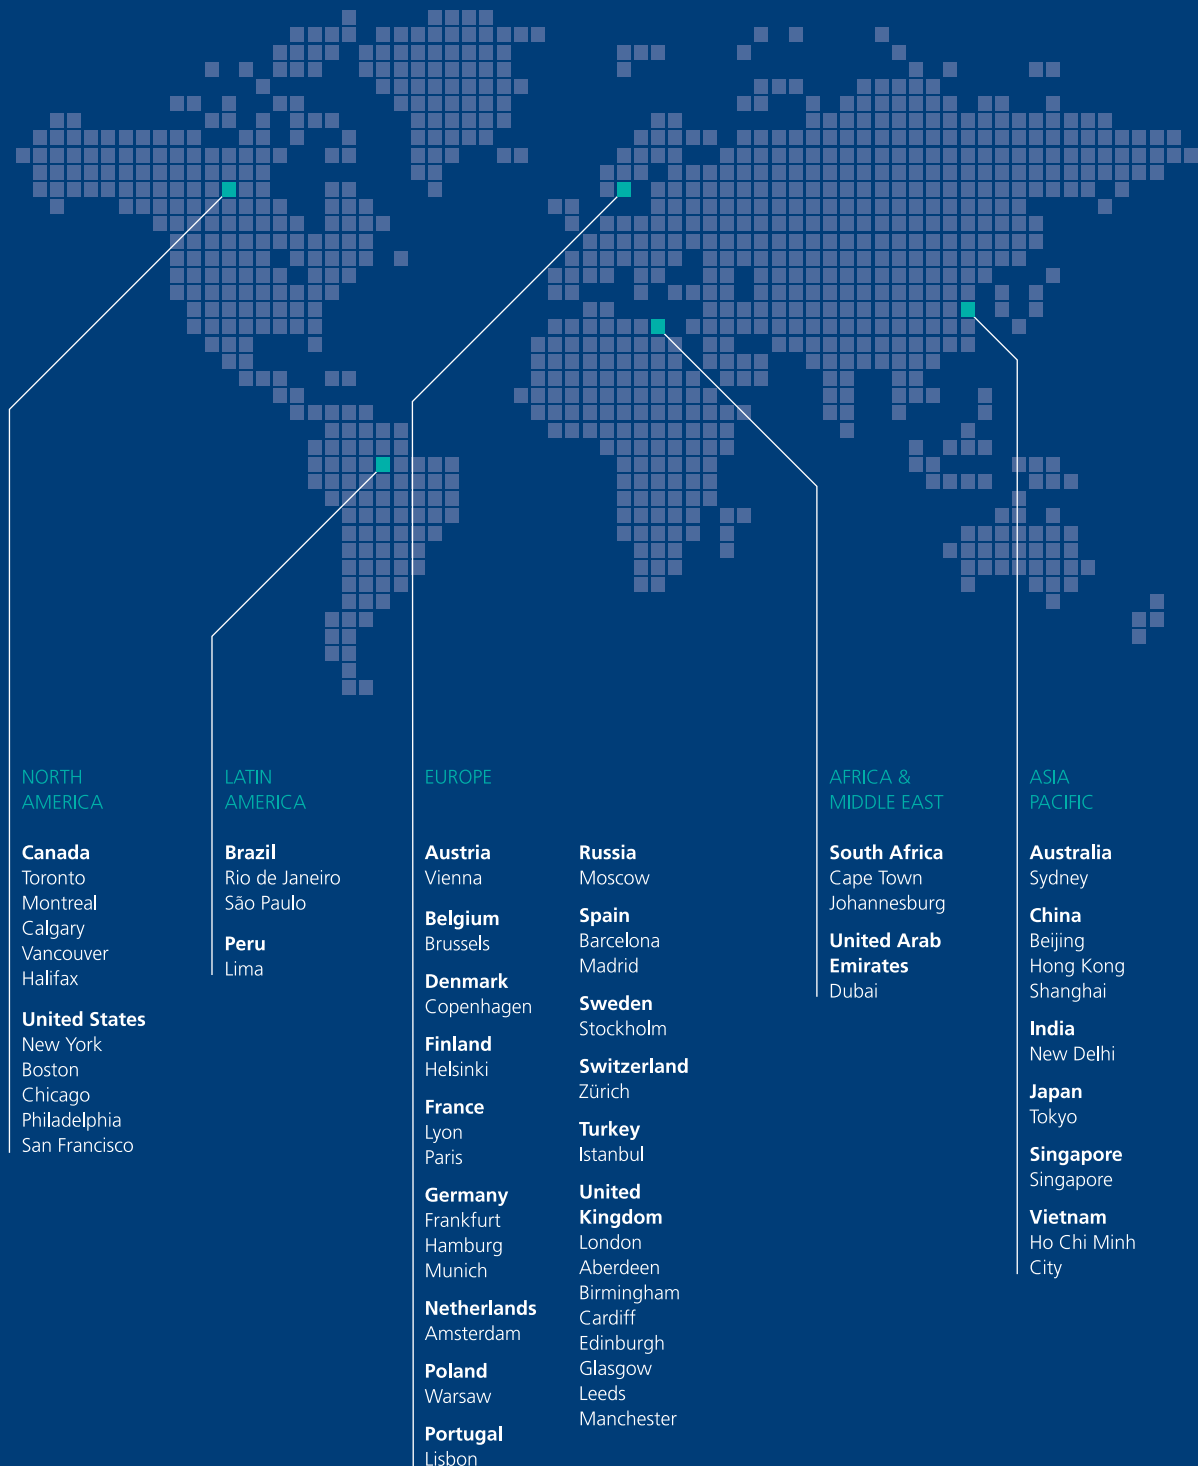 NORTH
AMERICA
Canada
Toronto
Montreal
Calgary
Vancouver
Halifax
United States
New York
Boston
Chicago
Philadelphia
San Francisco
LATIN
AMERICA
Brazil
Rio de Janeiro
São Paulo
Peru
Lima
EUROPE
Austria
Vienna
Belgium
Brussels
Denmark
Copenhagen
Finland
Helsinki
France
Lyon
Paris
Germany
Frankfurt
Hamburg
Munich
Netherlands
Amsterdam
Poland
Warsaw
Portugal
Lisbon
Russia
Moscow
Spain
Barcelona
Madrid
Sweden
Stockholm
Switzerland
Zürich
Turkey
Istanbul
United
Kingdom
London
Aberdeen
Birmingham
Cardiff
Edinburgh
Glasgow
Leeds
Manchester
AFRICA &
MIDDLE EAST
South Africa
Cape Town
Johannesburg
United Arab
Emirates
Dubai
ASIA
PACIFIC
Australia
Sydney
China
Beijing
Hong Kong
Shanghai
India
New Delhi
Japan
Tokyo
Singapore
Singapore
Vietnam
Ho Chi Minh
City